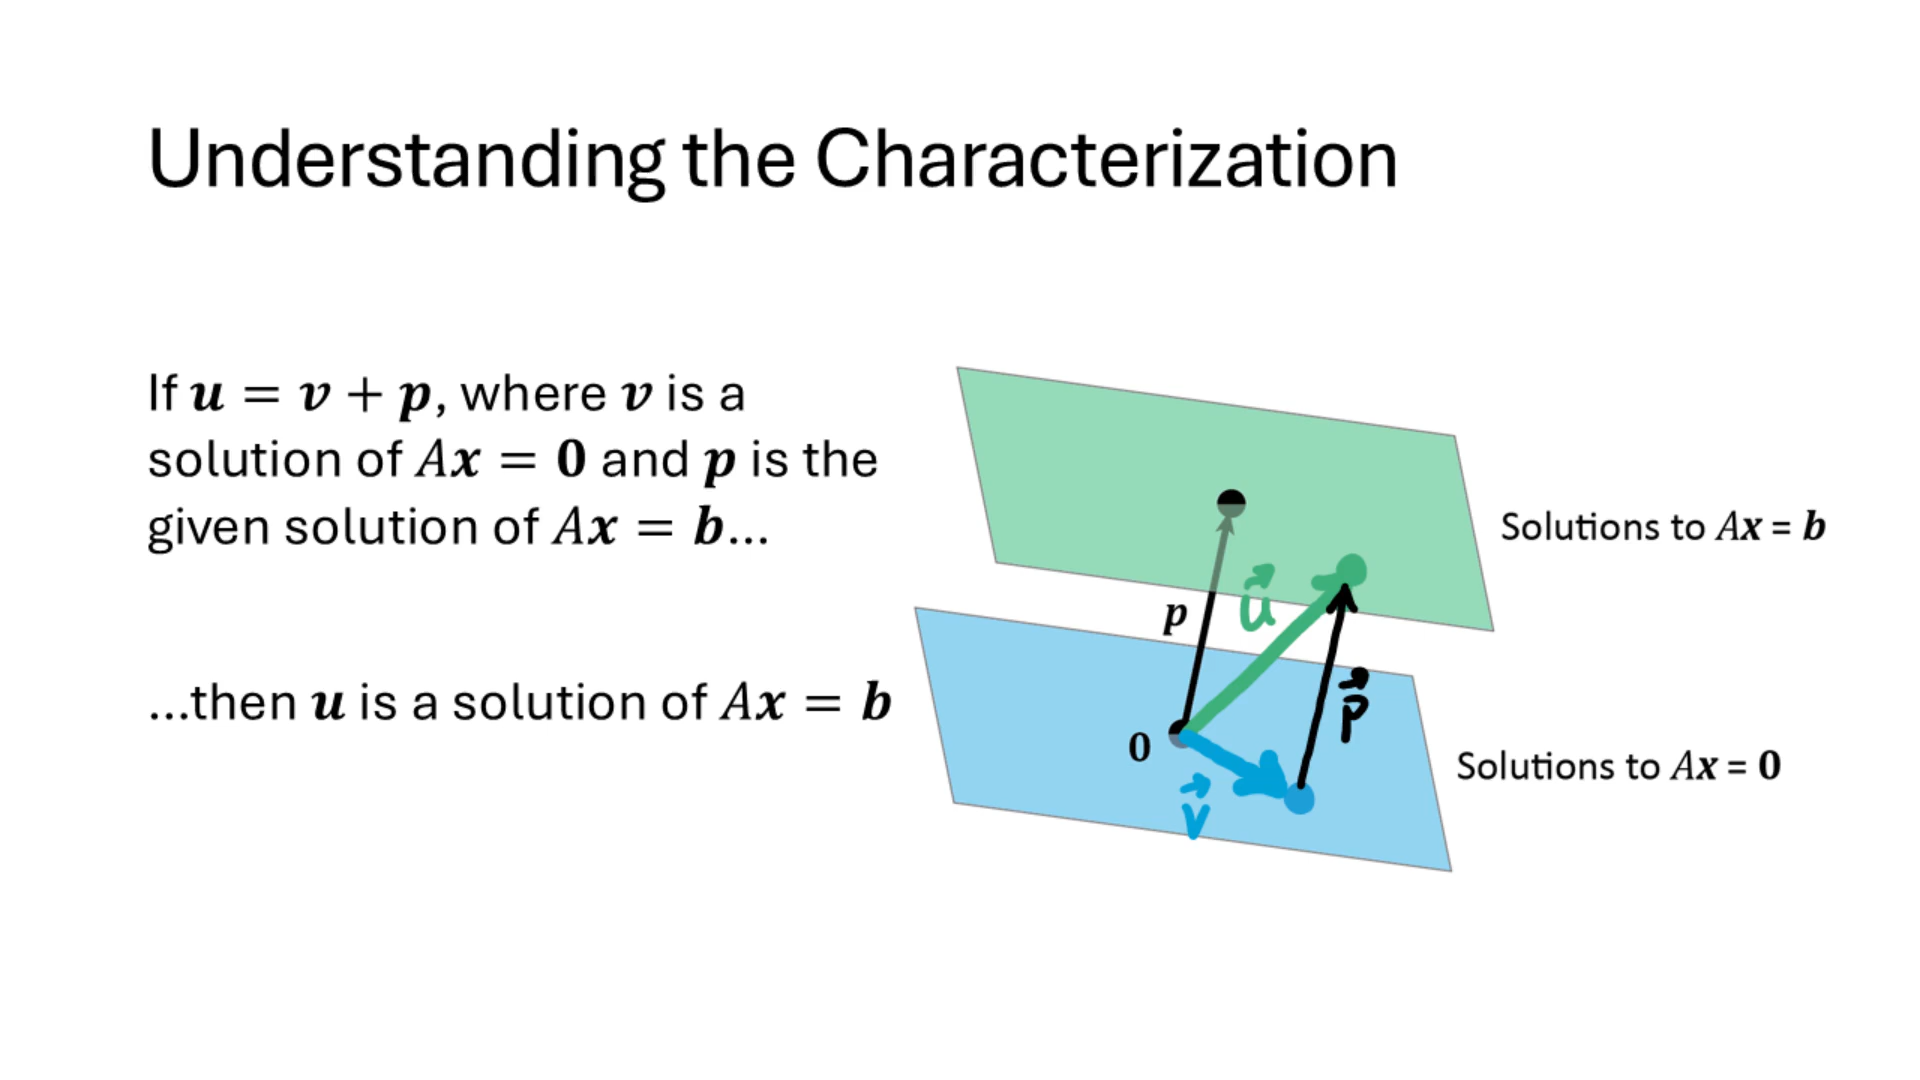 Understanding the Characterization
If u = v + p, where v is a
solution of Ax = 0 and p is the
given solution of Ax = b...
...then u is a solution of Ax = b
Solutions to Ax = b
p
u⃗
p⃗
0
v⃗
Solutions to Ax = 0